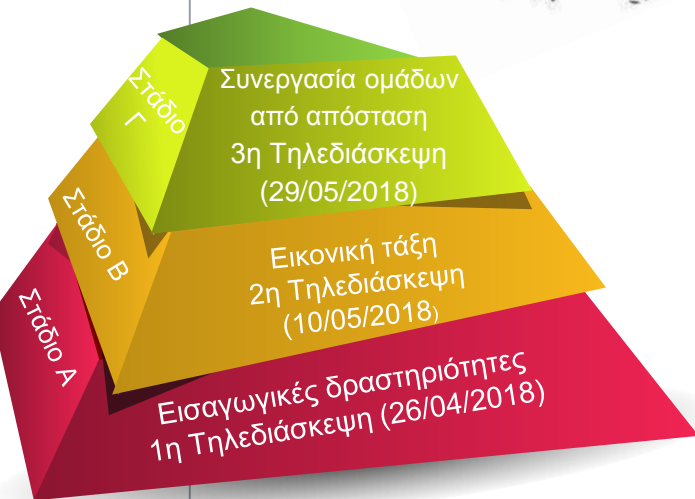 Στάδιο
Γ
Συνεργασία ομάδων
από απόσταση
3η Τηλεδιάσκεψη
(29/05/2018)
Στάδιο Β
Εικονική τάξη
2η Τηλεδιάσκεψη
(10/05/2018)
Στάδιο Α
Εισαγωγικές δραστηριότητες
1η Τηλεδιάσκεψη (26/04/2018)